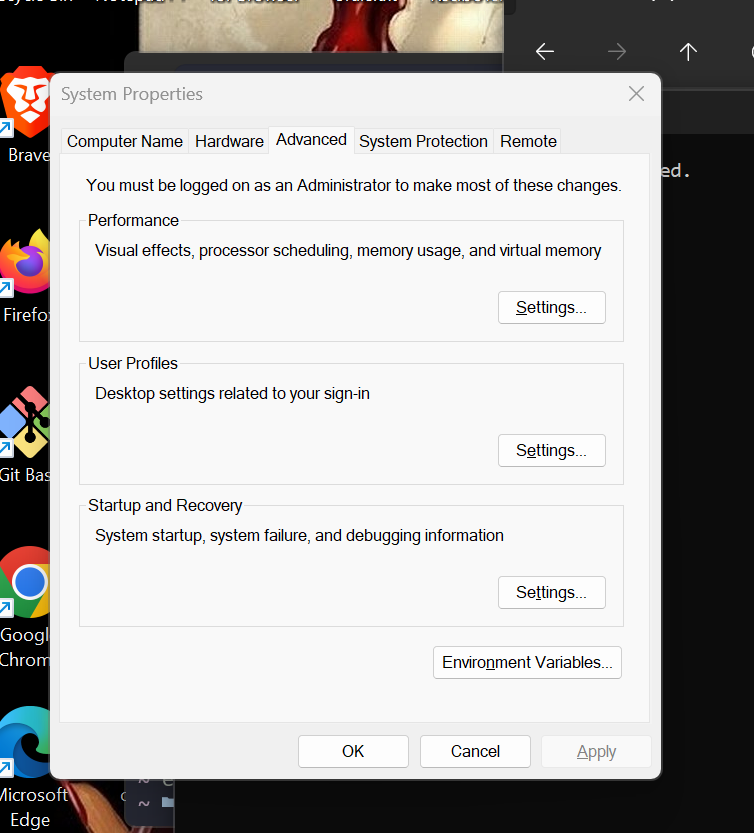 System Properties
Computer Name
Hardware
Advanced
System Protection
Remote
You must be logged on as an Administrator to make most of these changes.
Performance
Visual effects, processor scheduling, memory usage, and virtual memory
Settings...
User Profiles
Desktop settings related to your sign-in
Settings...
Startup and Recovery
System startup, system failure, and debugging information
Settings...
Environment Variables...
OK
Cancel
Apply
ed.
Brave
Firefo
Git Bas
Googl
Chrom
Microsoft
Edge